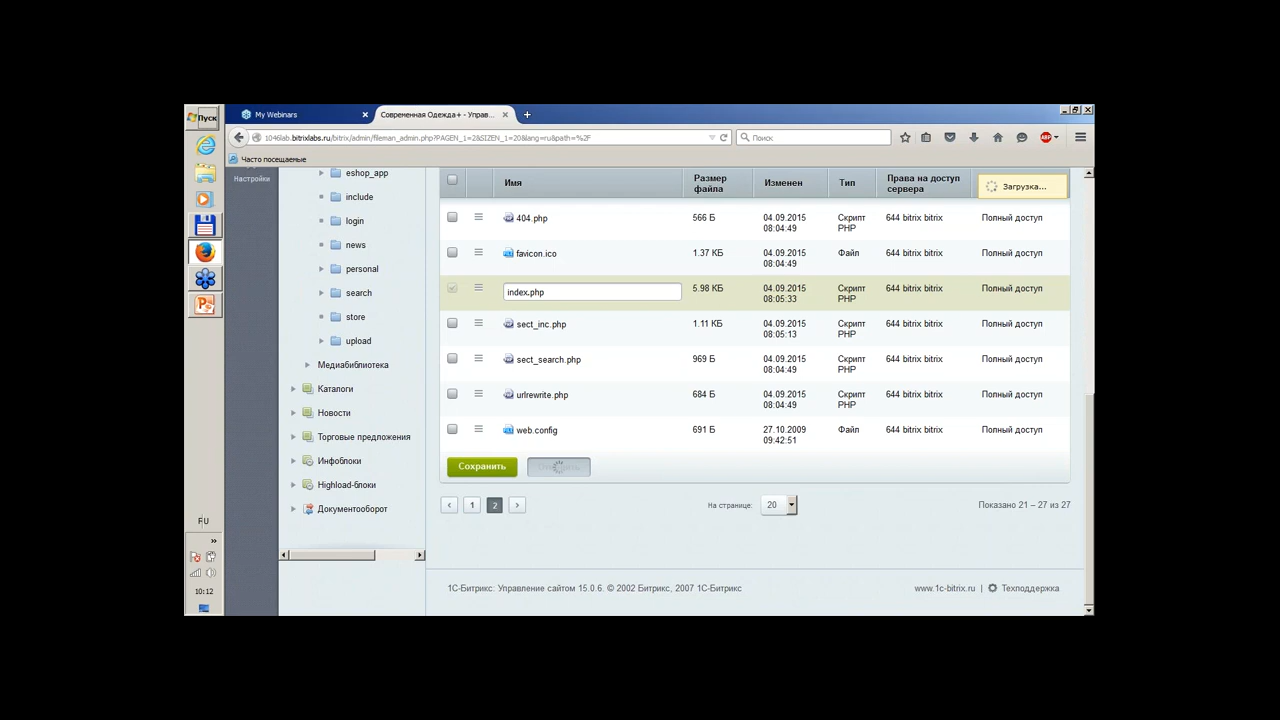 Пуск
My Webinars
Современная Одежда+ - Управ...
1046lab.bitrixlabs.ru/bitrix/admin/fileman_admin.php?PAGEN_1=2&SIZEN_1=20&lang=ru&path=%2F
Поиск
ABP
Часто посещаемые
Настройки
eshop_app
include
login
news
personal
search
store
upload
Медиабиблиотека
Каталоги
Новости
Торговые предложения
Инфоблоки
Highload-блоки
Документооборот
Имя
Размер файла
Изменен
Тип
Права на доступ сервера
Загрузка...
404.php 566 Б 04.09.2015 08:04:49 Скрипт PHP 644 bitrix bitrix Полный доступ
favicon.ico 1.37 КБ 04.09.2015 08:04:49 Файл 644 bitrix bitrix Полный доступ
index.php 5.98 КБ 04.09.2015 08:05:33 Скрипт PHP 644 bitrix bitrix Полный доступ
sect_inc.php 1.11 КБ 04.09.2015 08:05:13 Скрипт PHP 644 bitrix bitrix Полный доступ
sect_search.php 969 Б 04.09.2015 08:04:49 Скрипт PHP 644 bitrix bitrix Полный доступ
urlrewrite.php 684 Б 04.09.2015 08:04:49 Скрипт PHP 644 bitrix bitrix Полный доступ
web.config 691 Б 27.10.2009 09:42:51 Файл 644 bitrix bitrix Полный доступ
Сохранить
1 2
На странице: 20
Показано 21 – 27 из 27
1С-Битрикс: Управление сайтом 15.0.6. © 2002 Битрикс, 2007 1С-Битрикс
www.1c-bitrix.ru | Техподдержка
RU
10:12